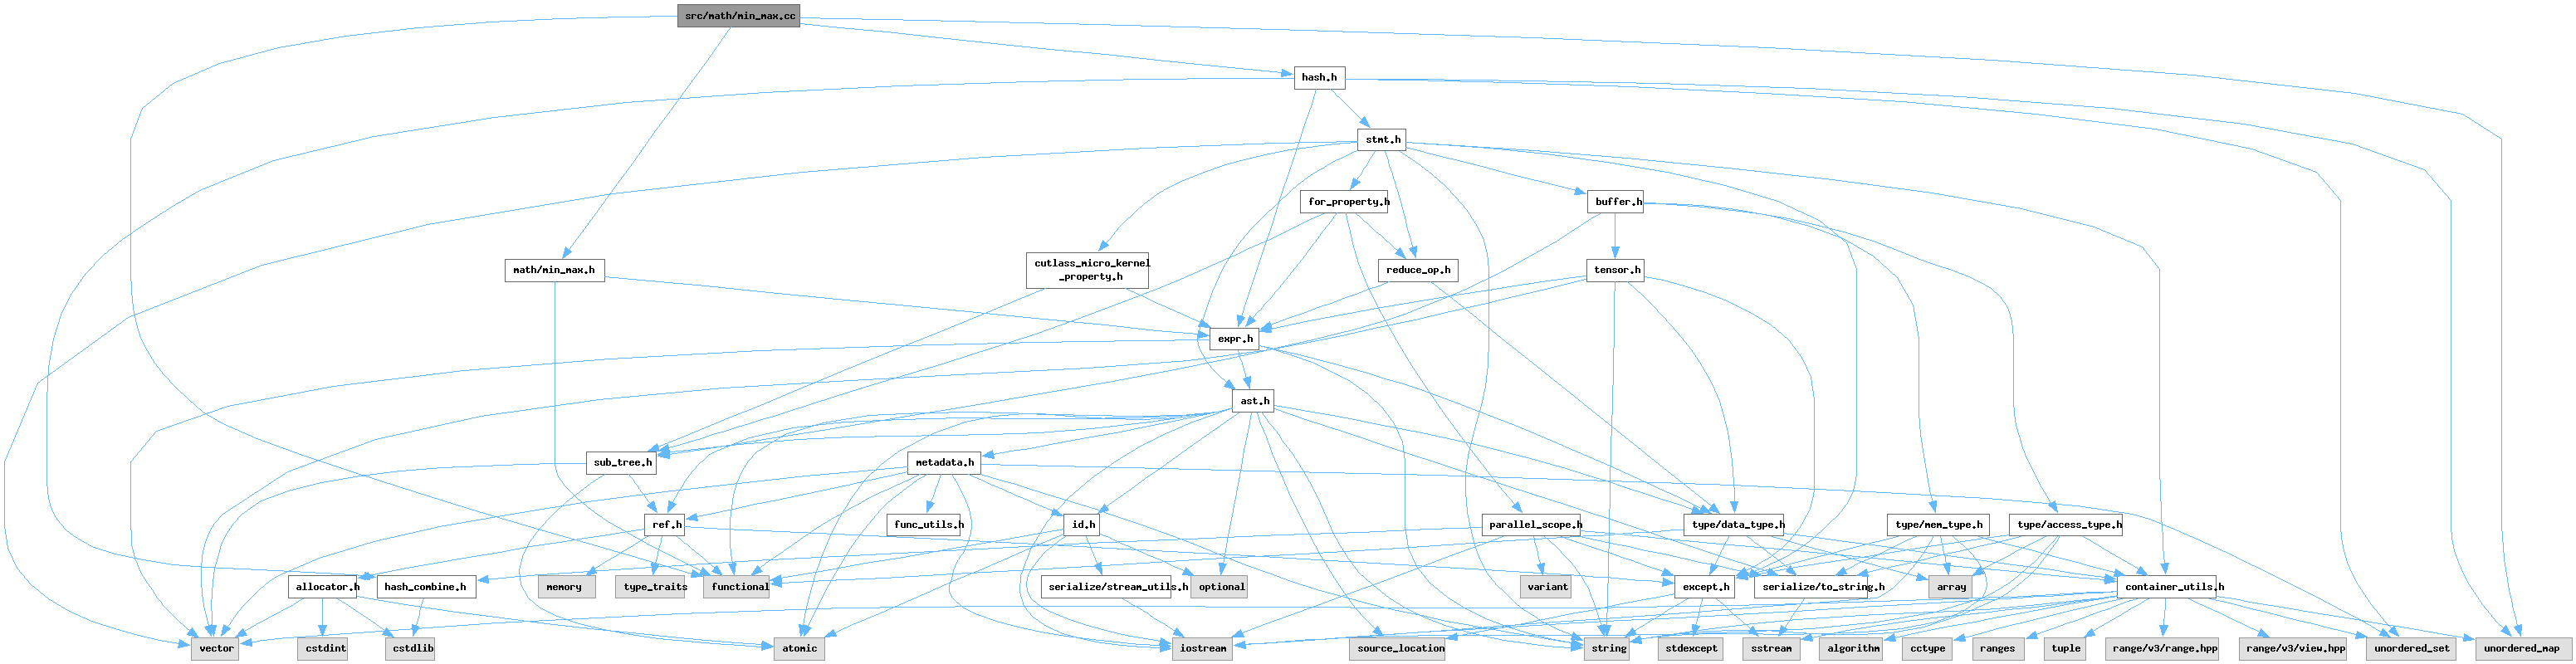 src/math/min_max.cc
hash.h
stmt.h
for_property.h
buffer.h
math/min_max.h
cutlass_micro_kernel
_property.h
reduce_op.h
tensor.h
expr.h
ast.h
sub_tree.h
metadata.h
ref.h
func_utils.h
id.h
parallel_scope.h
type/data_type.h
type/mem_type.h
type/access_type.h
allocator.h
hash_combine.h
memory
type_traits
functional
serialize/stream_utils.h
optional
variant
except.h
serialize/to_string.h
array
container_utils.h
vector
cstdint
cstdlib
atomic
iostream
source_location
string
stdexcept
sstream
algorithm
cctype
ranges
tuple
range/v3/range.hpp
range/v3/view.hpp
unordered_set
unordered_map